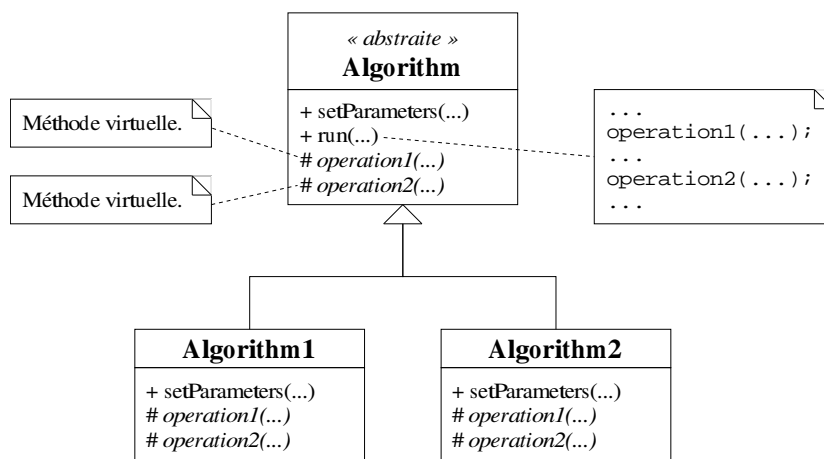 « abstraite »
Algorithm
+ setParameters(...)
+ run(...)
# operation1(...)
# operation2(...)
Méthode virtuelle.
Méthode virtuelle.
...
operation1(...);
...
operation2(...);
...
Algorithm1
+ setParameters(...)
# operation1(...)
# operation2(...)
Algorithm2
+ setParameters(...)
# operation1(...)
# operation2(...)